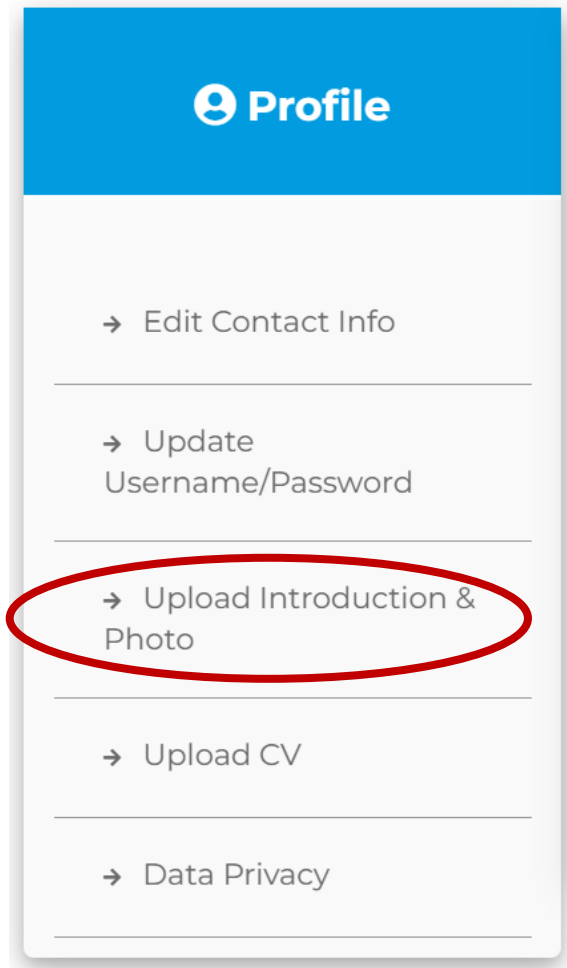 Profile
→ Edit Contact Info
→ Update
Username/Password
→ Upload Introduction &
Photo
→ Upload CV
→ Data Privacy